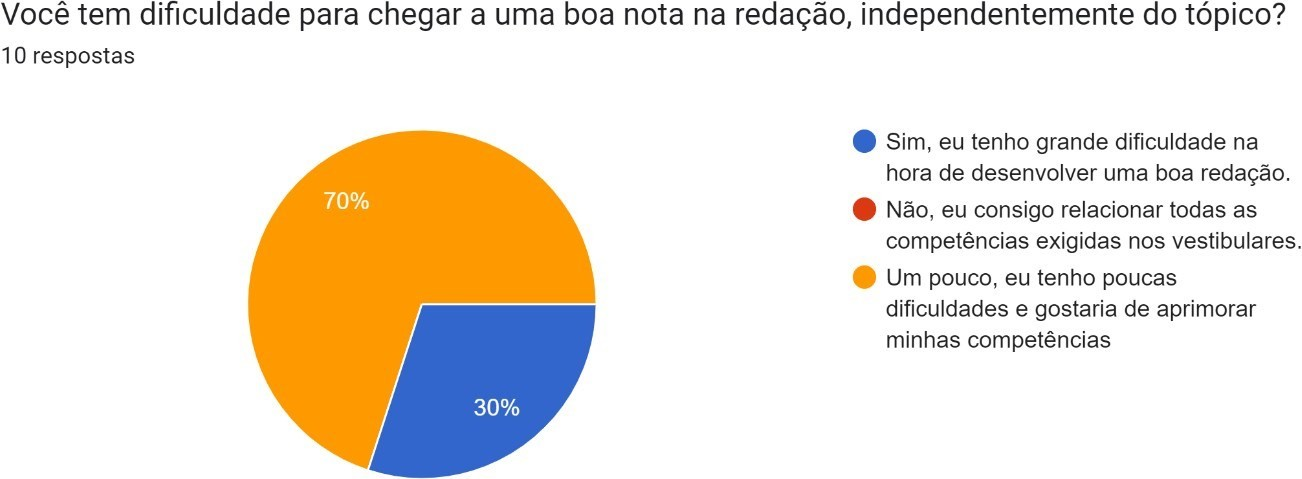 Você tem dificuldade para chegar a uma boa nota na redação, independentemente do tópico?
10 respostas
70%
30%
Sim, eu tenho grande dificuldade na
hora de desenvolver uma boa redação.
Não, eu consigo relacionar todas as
competências exigidas nos vestibulares.
Um pouco, eu tenho poucas
dificuldades e gostaria de aprimorar
minhas competências